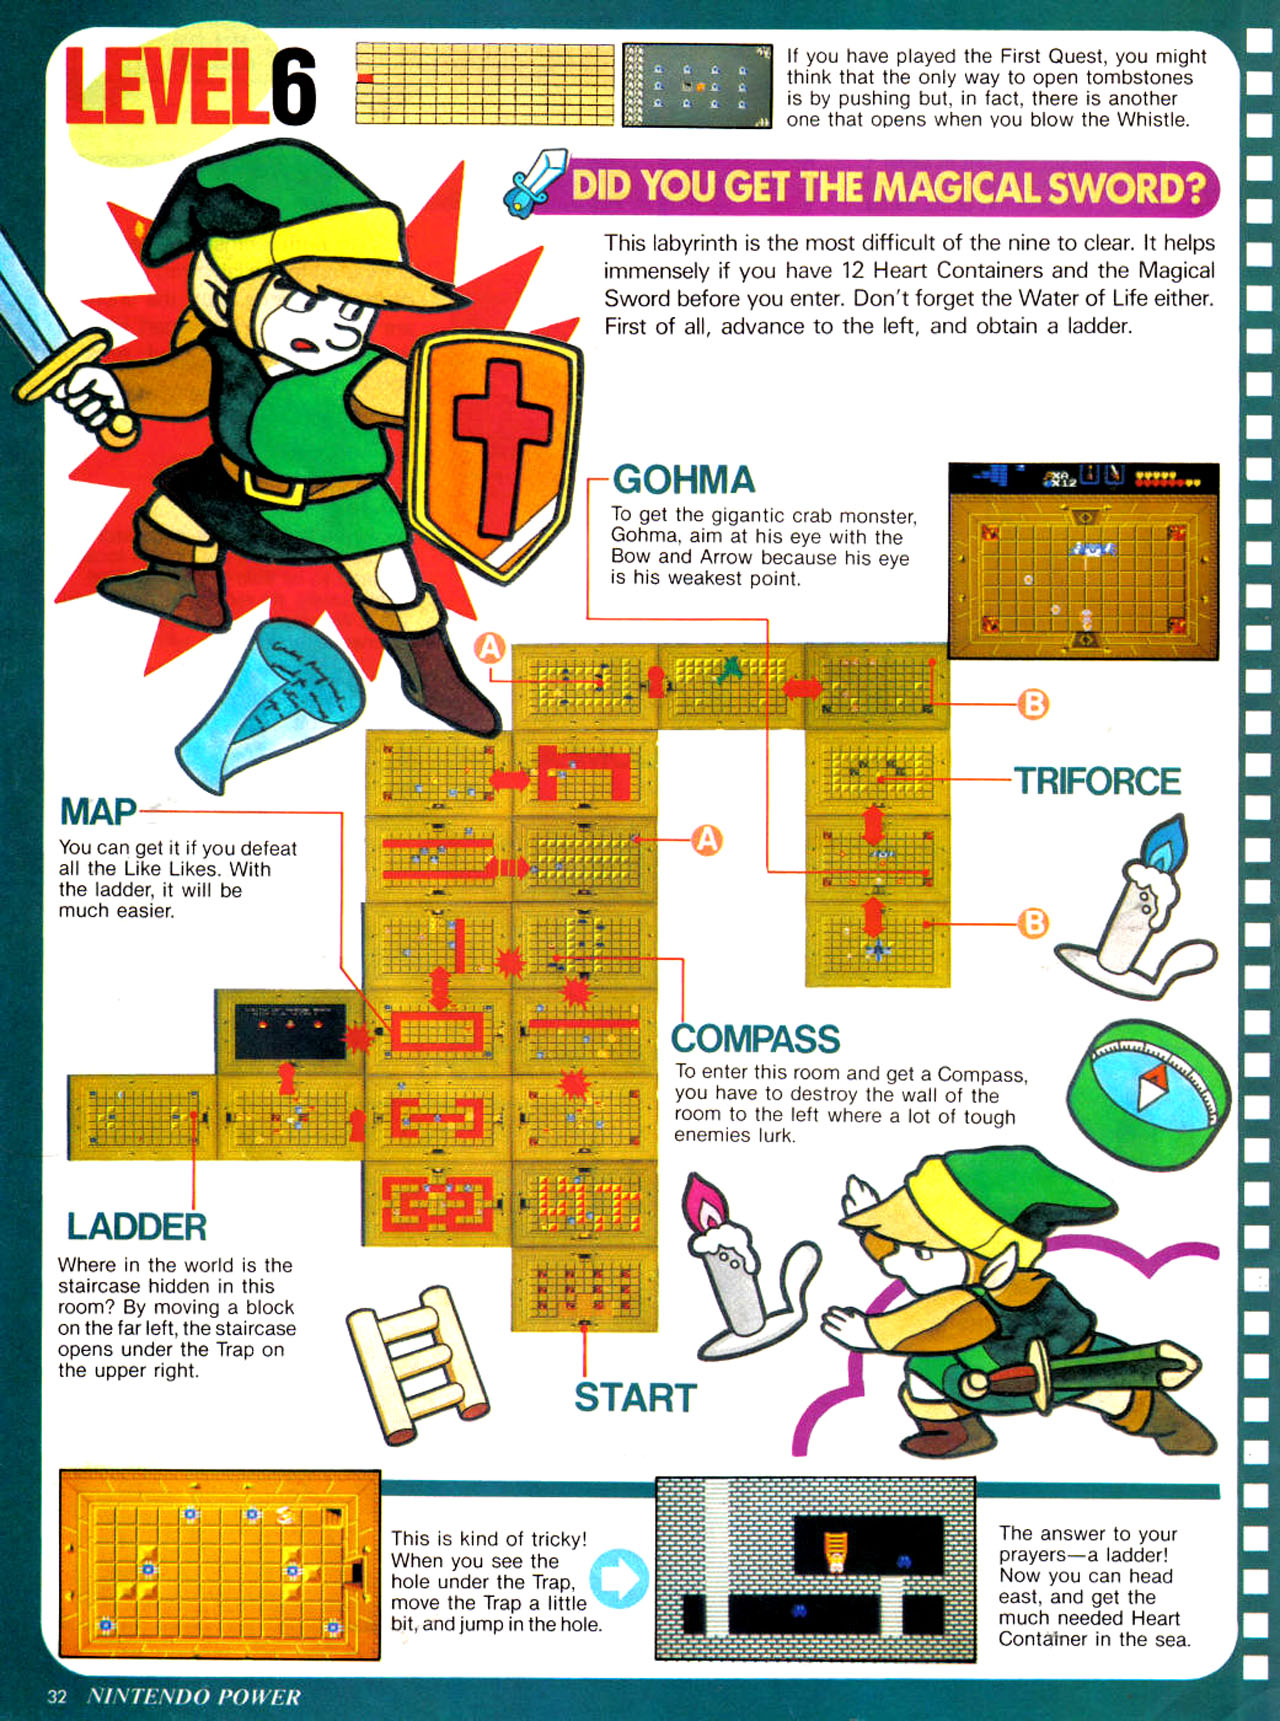 LEVEL 6
If you have played the First Quest, you might
think that the only way to open tombstones
is by pushing but, in fact, there is another
one that opens when you blow the Whistle.
DID YOU GET THE MAGICAL SWORD?
This labyrinth is the most difficult of the nine to clear. It helps
immensely if you have 12 Heart Containers and the Magical
Sword before you enter. Don't forget the Water of Life either.
First of all, advance to the left, and obtain a ladder.
GOHMA
To get the gigantic crab monster,
Gohma, aim at his eye with the
Bow and Arrow because his eye
is his weakest point.
XA
X12
A
B
TRIFORCE
MAP
You can get it if you defeat
all the Like Likes. With
the ladder, it will be
much easier.
A
B
COMPASS
To enter this room and get a Compass,
you have to destroy the wall of the
room to the left where a lot of tough
enemies lurk.
LADDER
Where in the world is the
staircase hidden in this
room? By moving a block
on the far left, the staircase
opens under the Trap on
the upper right.
START
This is kind of tricky!
When you see the
hole under the Trap,
move the Trap a little
bit, and jump in the hole.
The answer to your
prayers—a ladder!
Now you can head
east, and get the
much needed Heart
Container in the sea.
32 NINTENDO POWER